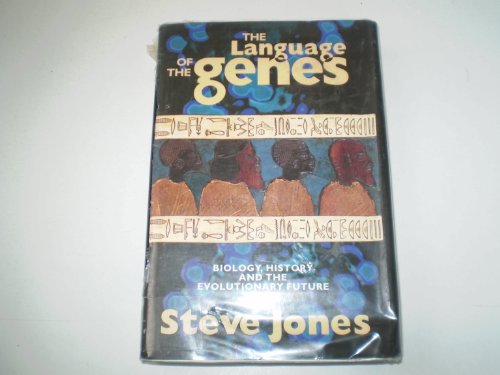 THE
Language
OF THE
genes
BIOLOGY, HISTORY
AND THE
EVOLUTIONARY FUTURE
Steve Jones